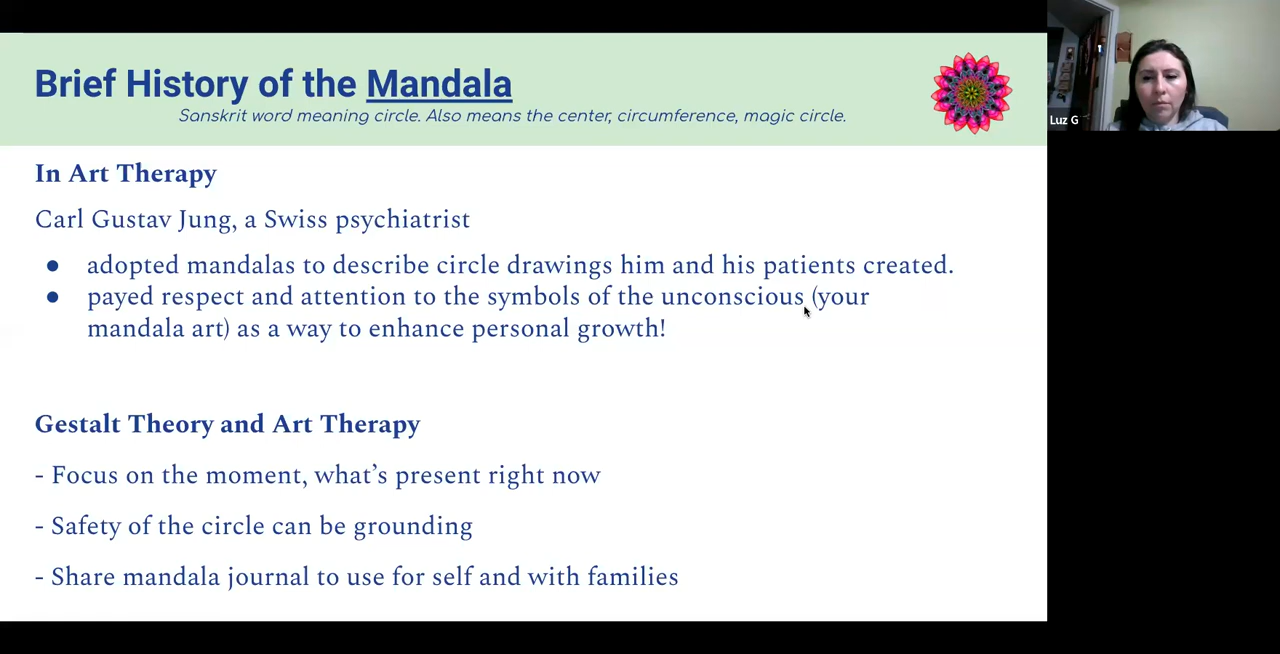 Brief History of the Mandala
Sanskrit word meaning circle. Also means the center, circumference, magic circle.
Luz G
In Art Therapy
Carl Gustav Jung, a Swiss psychiatrist
● adopted mandalas to describe circle drawings him and his patients created.
● payed respect and attention to the symbols of the unconscious (your
mandala art) as a way to enhance personal growth!
Gestalt Theory and Art Therapy
- Focus on the moment, what's present right now
- Safety of the circle can be grounding
- Share mandala journal to use for self and with families